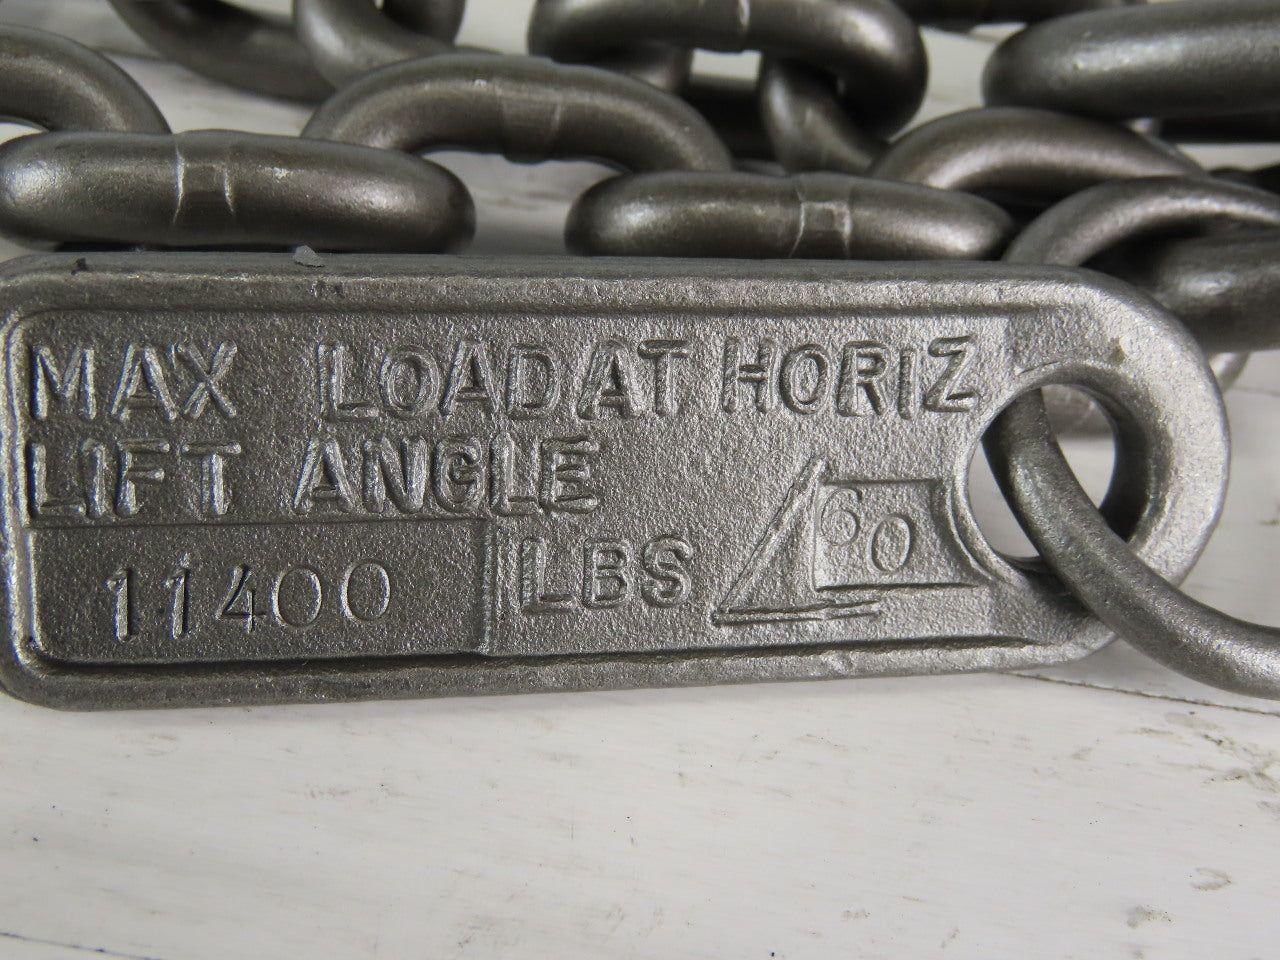 MAX LOAD AT HORIZ
LIFT ANGLE
11400 LBS 60